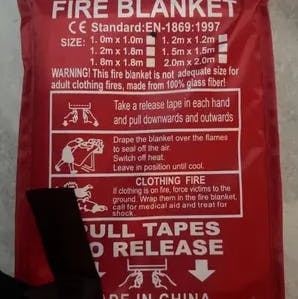 FIRE BLANKET
CE Standard:EN-1869:1997
SIZE: 1.0m x 1.0m 1.2m x 1.2m
1.2m x 1.8m 1.5m x 1.5m
1.8m x 1.8m 2.0m x 2.0m
WARNING! This fire blanket is not adequate size for
adult clothing fires, made from 100% glass fiber!
Take a release tape in each hand
and pull downwards and outwards
Drape the blanket over the flames
to seal off the air.
Switch off heat.
Leave in position until cool.
CLOTHING FIRE
If clothing is on fire, force victims to the
ground. Wrap them in the fire blanket,
call for medical aid and treat for
shock.
PULL TAPES
TO RELEASE
MADE IN CHINA